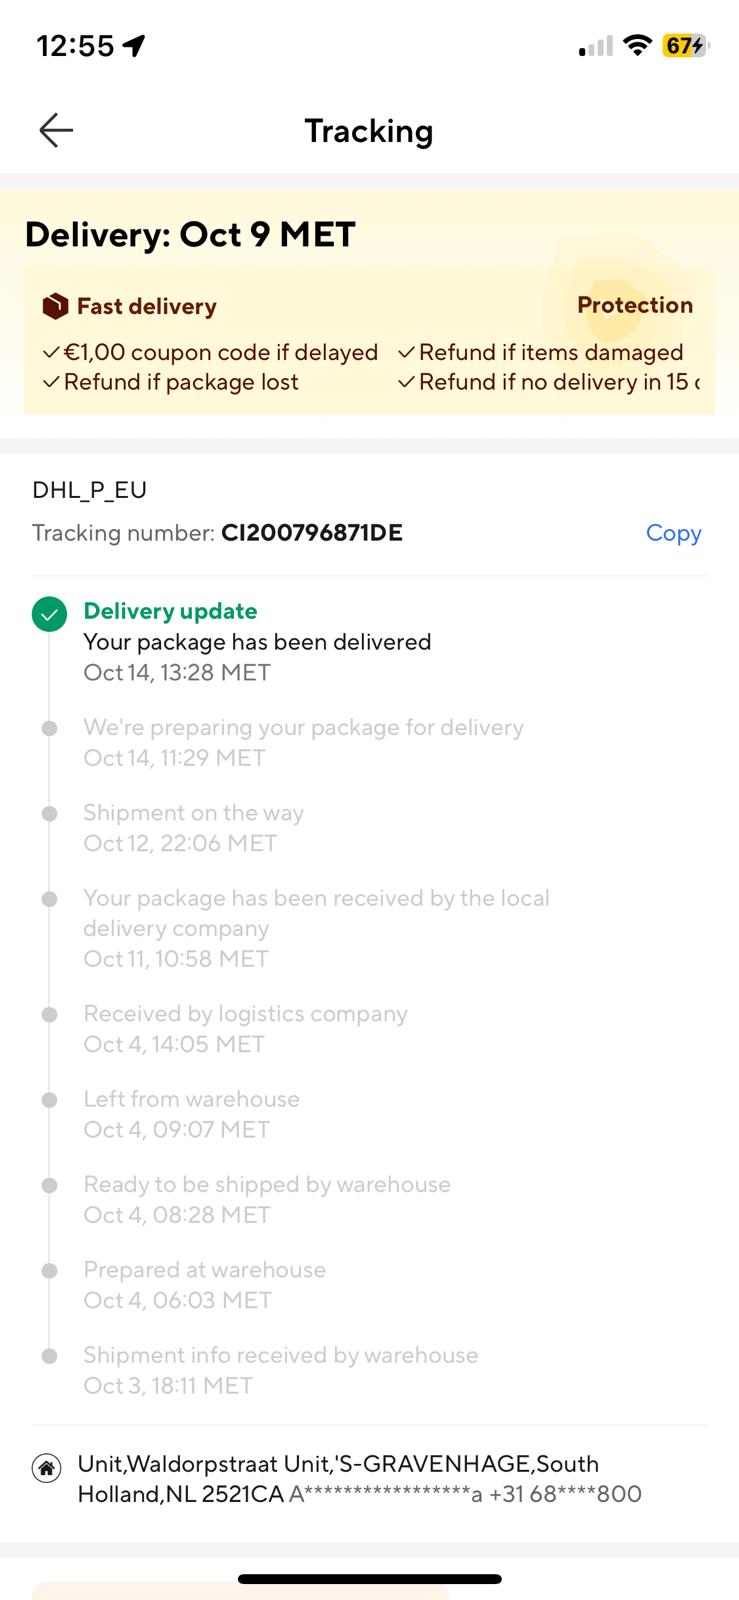 12:55
67
Tracking
Delivery: Oct 9 MET
Fast delivery
Protection
€1,00 coupon code if delayed
Refund if items damaged
Refund if package lost
Refund if no delivery in 15
DHL_P_EU
Tracking number: CI200796871DE
Copy
Delivery update
Your package has been delivered
Oct 14, 13:28 MET
We're preparing your package for delivery
Oct 14, 11:29 MET
Shipment on the way
Oct 12, 22:06 MET
Your package has been received by the local
delivery company
Oct 11, 10:58 MET
Received by logistics company
Oct 4, 14:05 MET
Left from warehouse
Oct 4, 09:07 MET
Ready to be shipped by warehouse
Oct 4, 08:28 MET
Prepared at warehouse
Oct 4, 06:03 MET
Shipment info received by warehouse
Oct 3, 18:11 MET
Unit,Waldorpstraat Unit,'S-GRAVENHAGE,South
Holland,NL 2521CA A*****************a +31 68****800